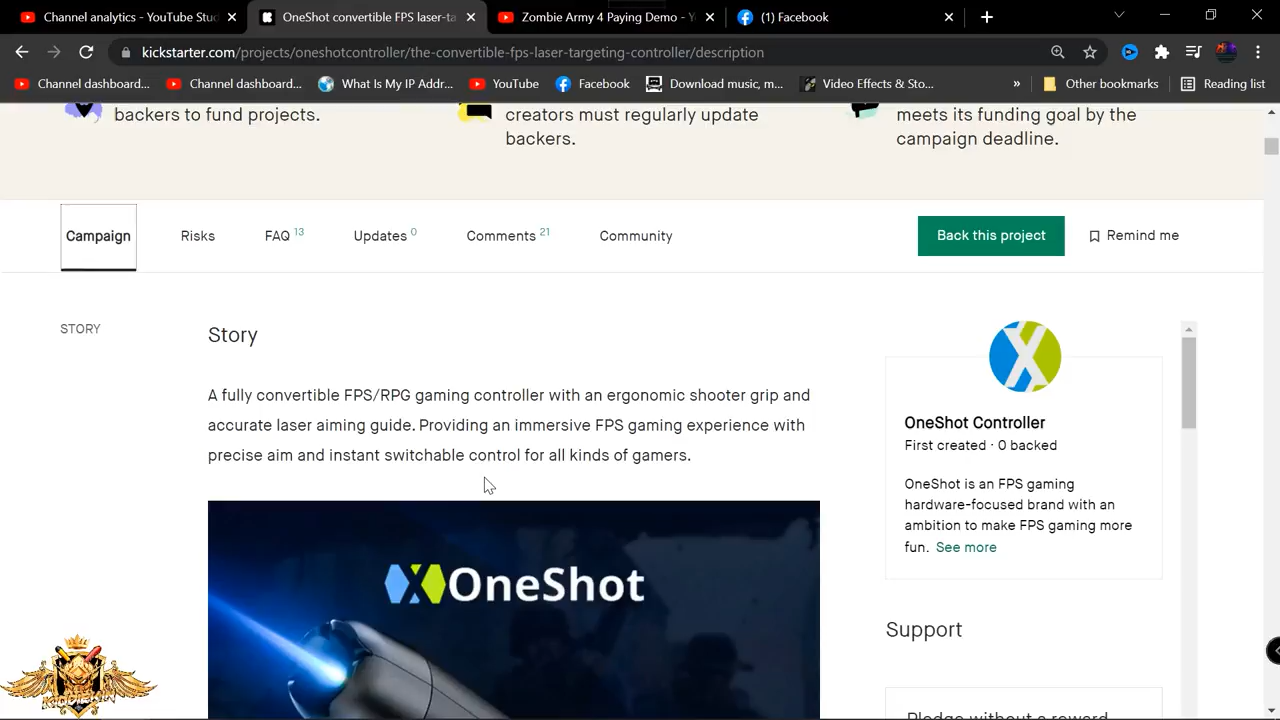 Channel analytics - YouTube Stud
OneShot convertible FPS laser-ta
Zombie Army 4 Paying Demo - Y
(1) Facebook
kickstarter.com/projects/oneshotcontroller/the-convertible-fps-laser-targeting-controller/description
Channel dashboard...
Channel dashboard...
What Is My IP Addr...
YouTube
Facebook
Download music, m...
Video Effects & Sto...
»
Other bookmarks
Reading list
backers to fund projects.
creators must regularly update
backers.
meets its funding goal by the
campaign deadline.
Campaign
Risks
FAQ 13
Updates 0
Comments 21
Community
Back this project
Remind me
STORY
Story
A fully convertible FPS/RPG gaming controller with an ergonomic shooter grip and
accurate laser aiming guide. Providing an immersive FPS gaming experience with
precise aim and instant switchable control for all kinds of gamers.
OneShot
OneShot Controller
First created · 0 backed
OneShot is an FPS gaming
hardware-focused brand with an
ambition to make FPS gaming more
fun. See more
Support
Pledge without a reward